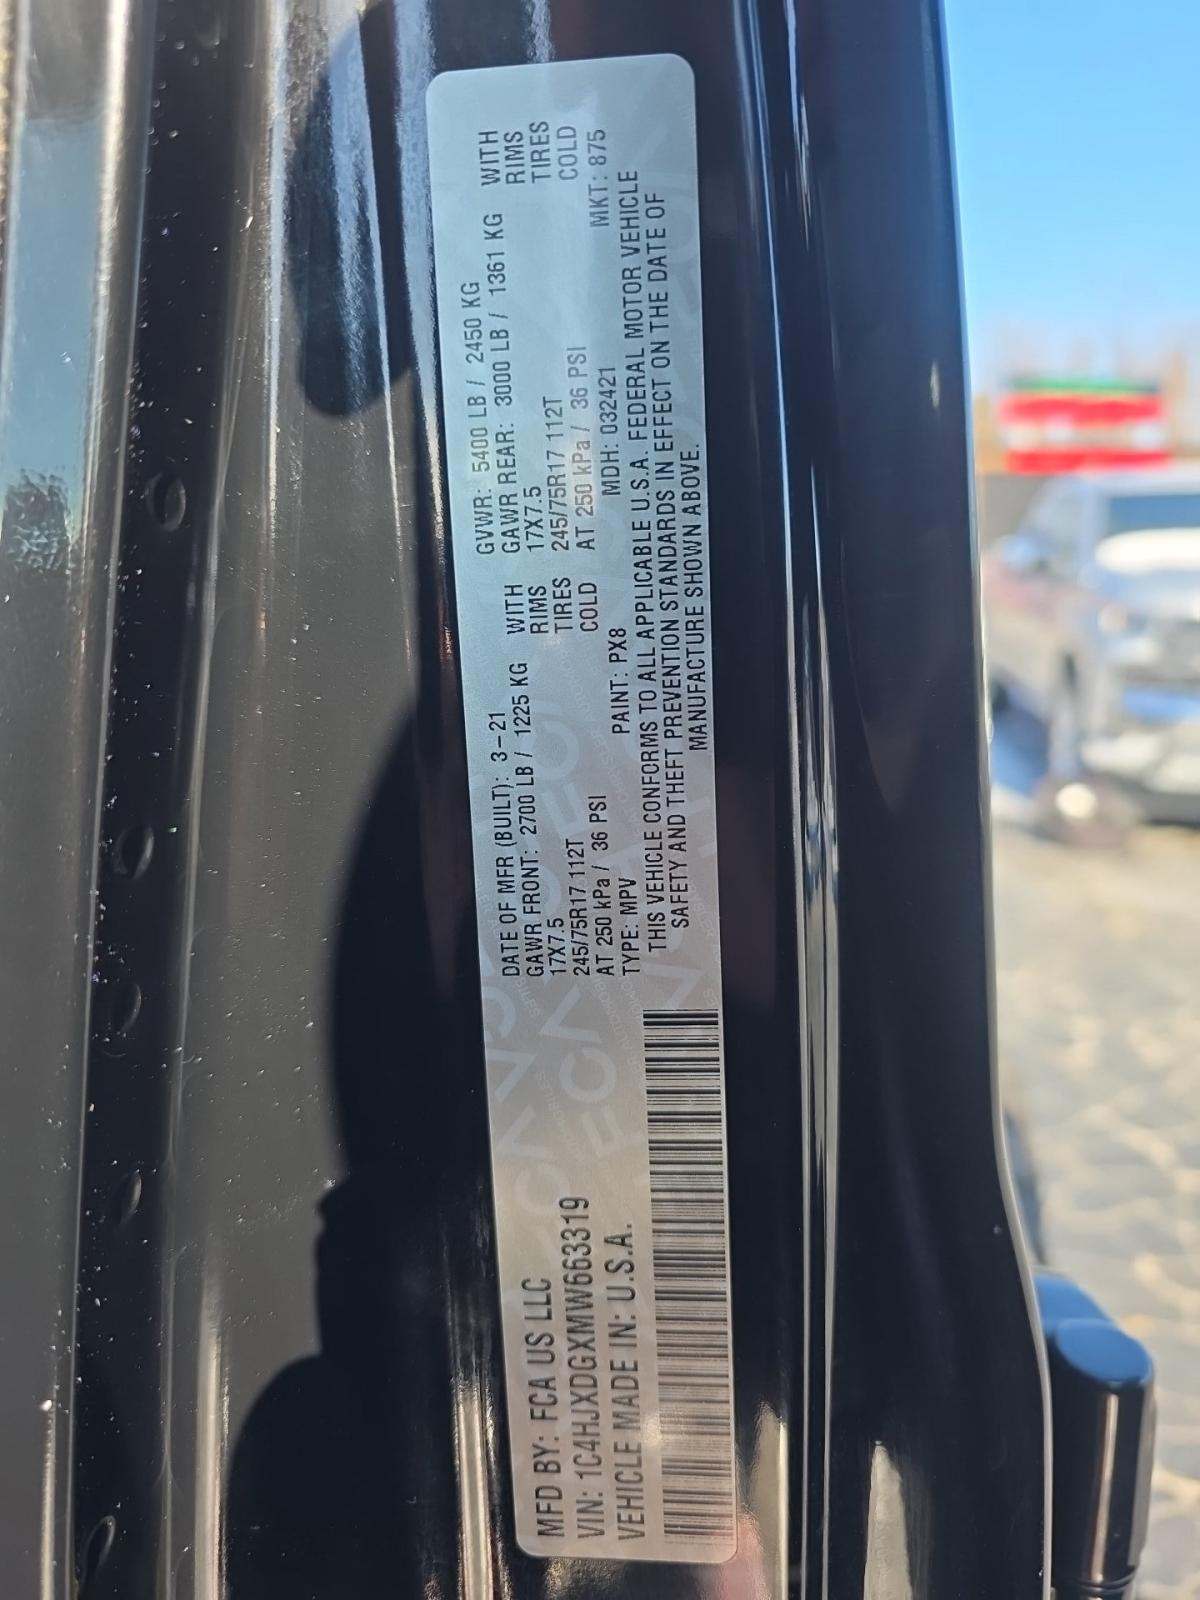 MFD BY: FCA US LLC
VIN: 1C4HJXDGXMW663319
VEHICLE MADE IN: U.S.A.
DATE OF MFR (BUILT): 3-21 GVWR: 5400 LB / 2450 KG
GAWR FRONT: 2700 LB / 1225 KG WITH GAWR REAR: 3000 LB / 1361 KG WITH
17X7.5 RIMS 17X7.5 RIMS
245/75R17 112T TIRES 245/75R17 112T TIRES
AT 250 kPa / 36 PSI COLD AT 250 kPa / 36 PSI COLD
TYPE: MPV PAINT: PX8 MDH: 032421 MKT: 875
THIS VEHICLE CONFORMS TO ALL APPLICABLE U.S.A. FEDERAL MOTOR VEHICLE
SAFETY AND THEFT PREVENTION STANDARDS IN EFFECT ON THE DATE OF
MANUFACTURE SHOWN ABOVE.